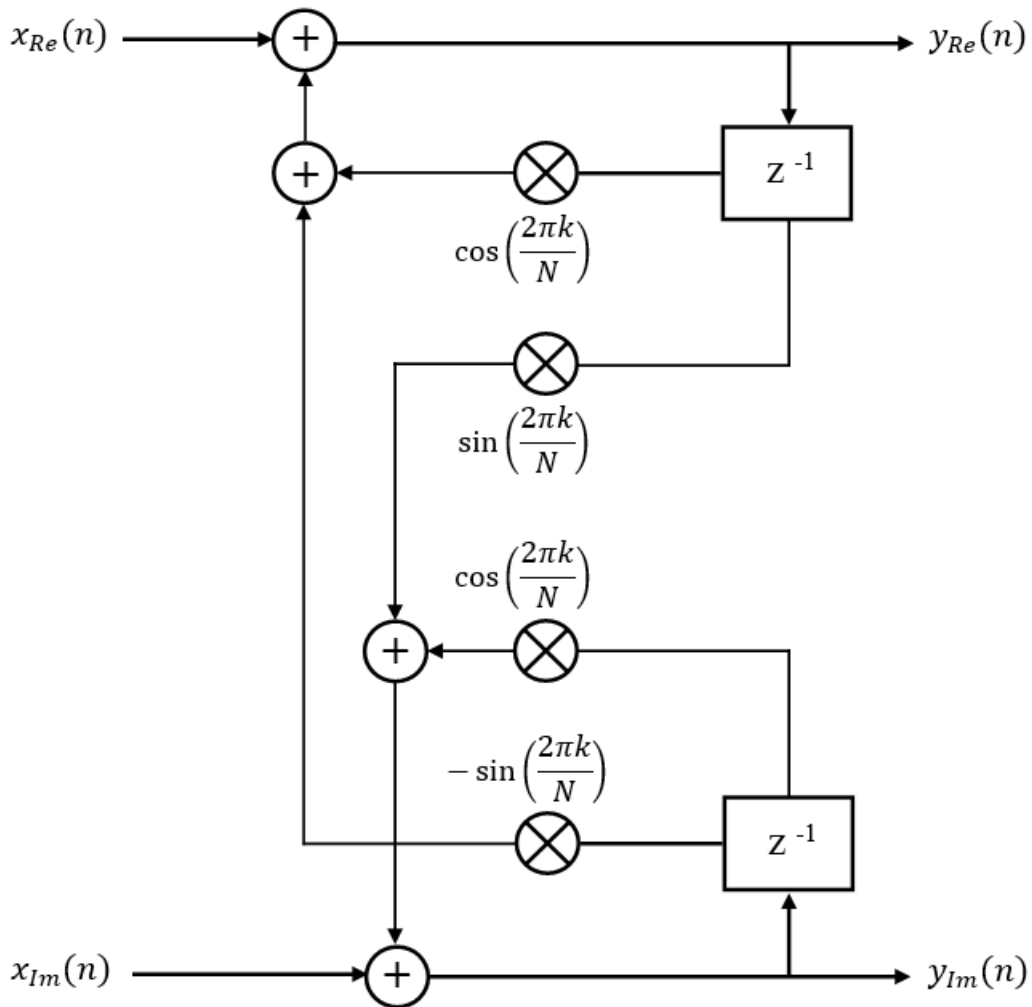 x_{Re}(n)
+
y_{Re}(n)
+
z^{-1}
cos(2πk/N)
sin(2πk/N)
cos(2πk/N)
+
−sin(2πk/N)
z^{-1}
x_{Im}(n)
+
y_{Im}(n)